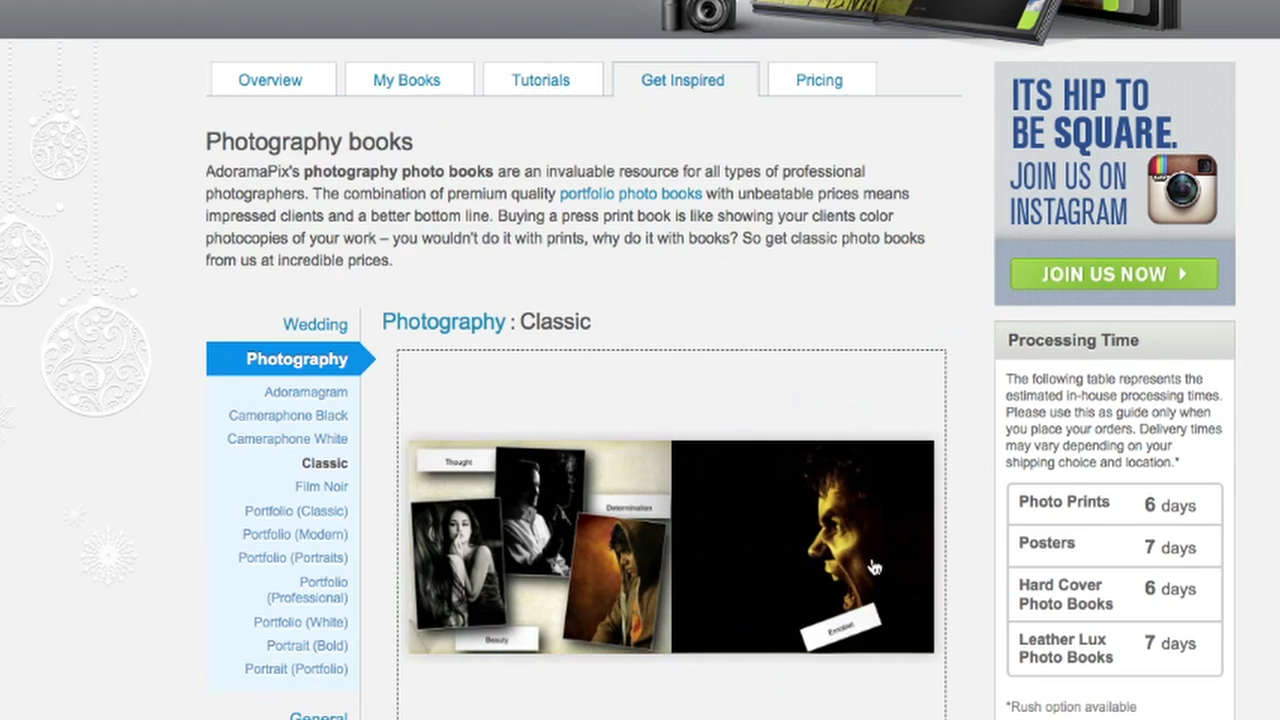 Overview
My Books
Tutorials
Get Inspired
Pricing
Photography books
AdoramaPix's photography photo books are an invaluable resource for all types of professional
photographers. The combination of premium quality portfolio photo books with unbeatable prices means
impressed clients and a better bottom line. Buying a press print book is like showing your clients color
photocopies of your work – you wouldn't do it with prints, why do it with books? So get classic photo books
from us at incredible prices.
Wedding
Photography
Adoramagram
Cameraphone Black
Cameraphone White
Classic
Film Noir
Portfolio (Classic)
Portfolio (Modern)
Portfolio (Portraits)
Portfolio
(Professional)
Portfolio (White)
Portrait (Bold)
Portrait (Portfolio)
General
Photography : Classic
Thought
Determination
Beauty
Emotion
ITS HIP TO
BE SQUARE.
JOIN US ON
INSTAGRAM
JOIN US NOW
Processing Time
The following table represents the
estimated in-house processing times.
Please use this as guide only when
you place your orders. Delivery times
may vary depending on your
shipping choice and location.*
Photo Prints 6 days
Posters 7 days
Hard Cover
Photo Books 6 days
Leather Lux
Photo Books 7 days
*Rush option available